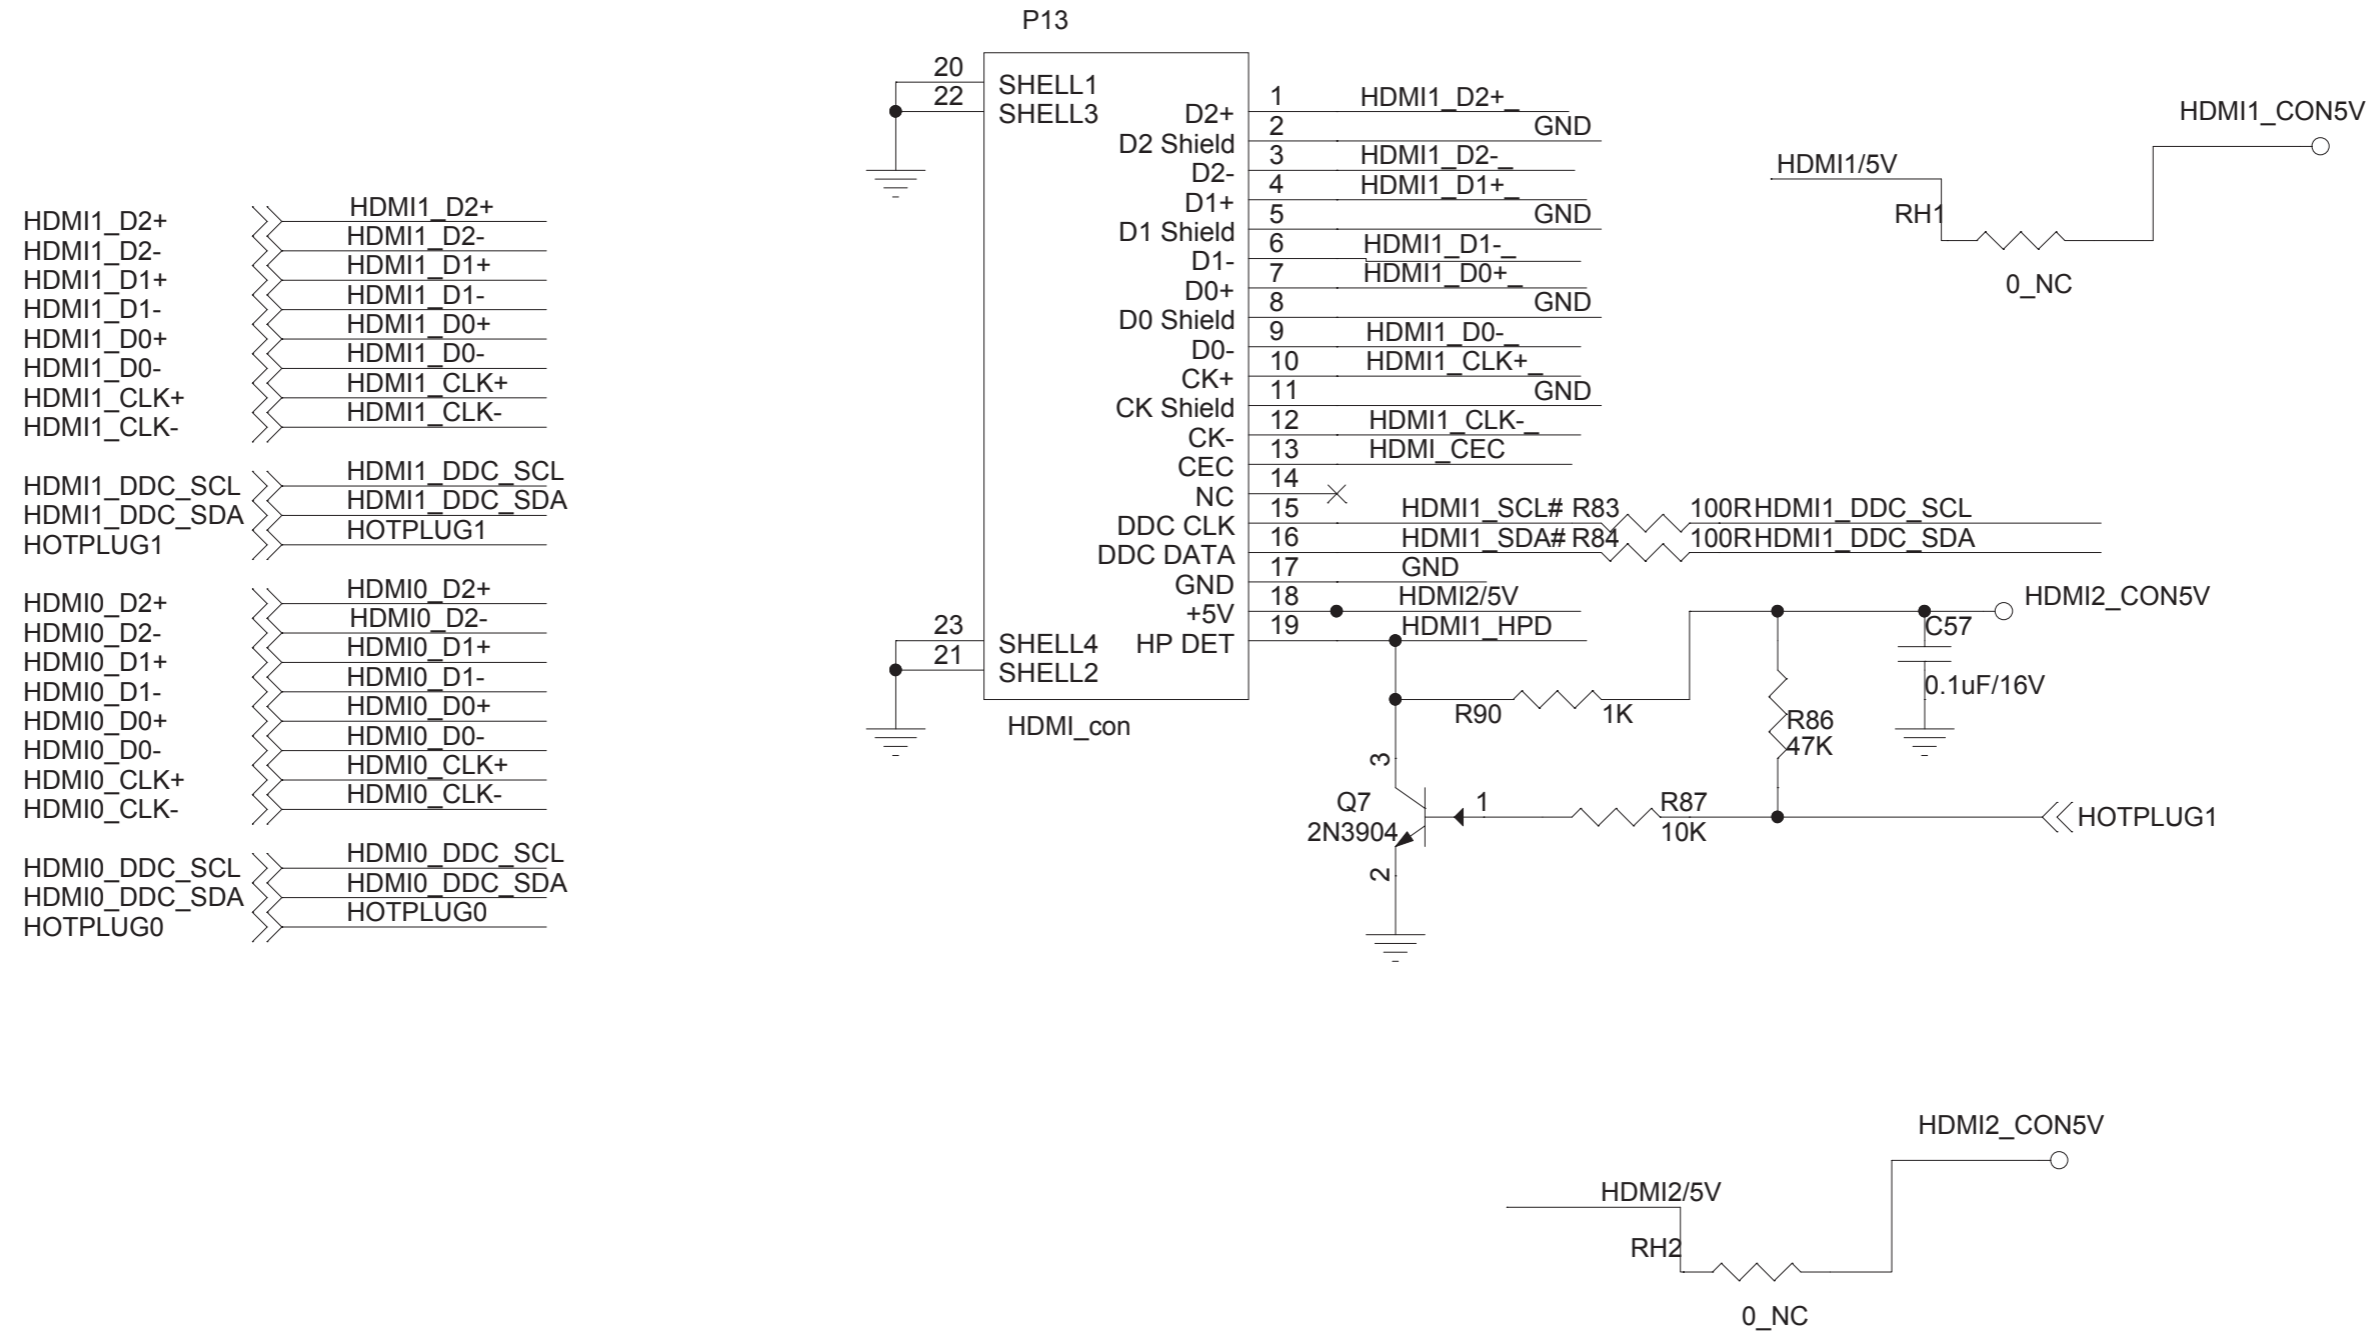 P13
20 SHELL1
22 SHELL3
23 SHELL4
21 SHELL2
D2+ 1 HDMI1_D2+_
D2 Shield 2 GND
D2- 3 HDMI1_D2-_
D1+ 4 HDMI1_D1+_
D1 Shield 5 GND
D1- 6 HDMI1_D1-_
D0+ 7 HDMI1_D0+_
D0 Shield 8 GND
D0- 9 HDMI1_D0-_
CK+ 10 HDMI1_CLK+_
CK Shield 11 GND
CK- 12 HDMI1_CLK-_
CEC 13 HDMI_CEC
NC 14
DDC CLK 15 HDMI1_SCL# R83 100R HDMI1_DDC_SCL
DDC DATA 16 HDMI1_SDA# R84 100R HDMI1_DDC_SDA
GND 17 GND
+5V 18 HDMI2/5V
HP DET 19 HDMI1_HPD
HDMI_con
HDMI1_D2+ HDMI1_D2+
HDMI1_D2- HDMI1_D2-
HDMI1_D1+ HDMI1_D1+
HDMI1_D1- HDMI1_D1-
HDMI1_D0+ HDMI1_D0+
HDMI1_D0- HDMI1_D0-
HDMI1_CLK+ HDMI1_CLK+
HDMI1_CLK- HDMI1_CLK-
HDMI1_DDC_SCL HDMI1_DDC_SCL
HDMI1_DDC_SDA HDMI1_DDC_SDA
HOTPLUG1 HOTPLUG1
HDMI0_D2+ HDMI0_D2+
HDMI0_D2- HDMI0_D2-
HDMI0_D1+ HDMI0_D1+
HDMI0_D1- HDMI0_D1-
HDMI0_D0+ HDMI0_D0+
HDMI0_D0- HDMI0_D0-
HDMI0_CLK+ HDMI0_CLK+
HDMI0_CLK- HDMI0_CLK-
HDMI0_DDC_SCL HDMI0_DDC_SCL
HDMI0_DDC_SDA HDMI0_DDC_SDA
HOTPLUG0 HOTPLUG0
HDMI1_CON5V
HDMI1/5V
RH1
0_NC
HDMI2_CON5V
C57
0.1uF/16V
R90 1K
R86
47K
3
Q7
2N3904
1
2
R87
10K
HOTPLUG1
HDMI2_CON5V
HDMI2/5V
RH2
0_NC